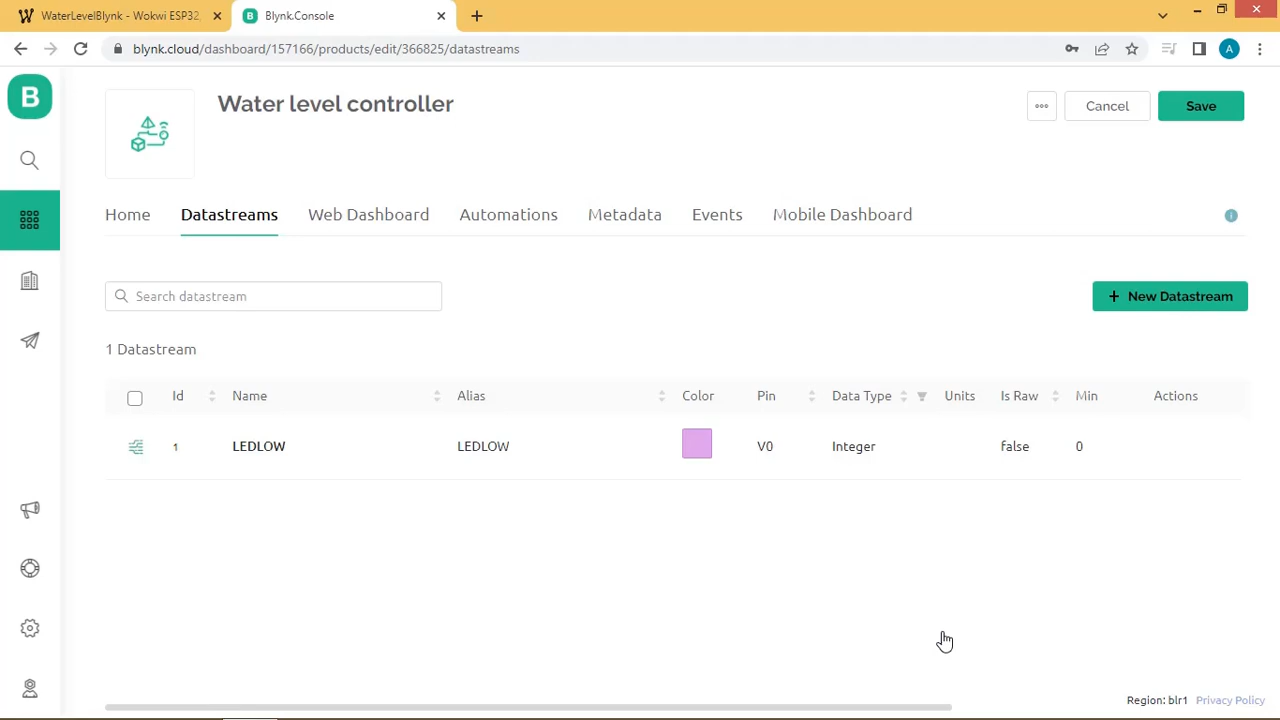 WaterLevelBlynk - Wokwi ESP32,
Blynk.Console
blynk.cloud/dashboard/157166/products/edit/366825/datastreams
A
B
Water level controller
Cancel
Save
Home Datastreams Web Dashboard Automations Metadata Events Mobile Dashboard
Search datastream
+ New Datastream
1 Datastream
Id Name Alias Color Pin Data Type Units Is Raw Min Actions
1 LEDLOW LEDLOW V0 Integer false 0
Region: blr1 Privacy Policy